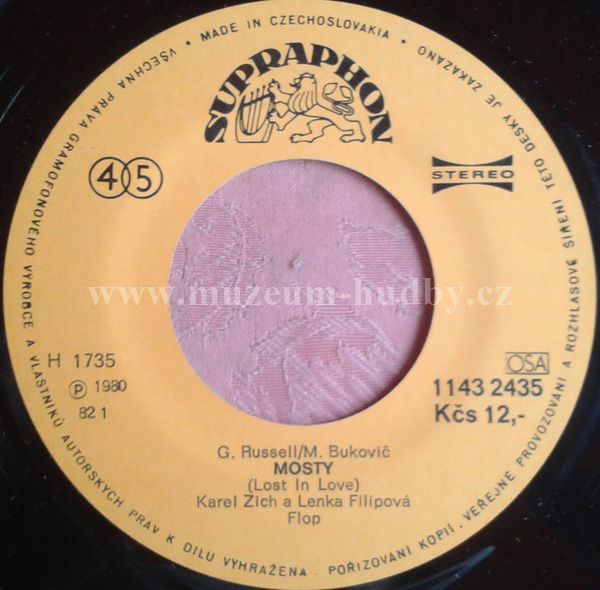 VŠECHNA PRÁVA GRAMOFONOVÉHO VÝROBCE A VLASTNÍKŮ AUTORSKÝCH PRÁV K DÍLU VYHRAŽENA · POŘIZOVÁNÍ KOPIÍ, VEŘEJNÉ PROVOZOVÁNÍ A ROZHLASOVÉ ŠÍŘENÍ TÉTO DESKY JE ZAKÁZÁNO
• MADE IN CZECHOSLOVAKIA •
SUPRAPHON
45
STEREO
www.muzeum-hudby.cz
H 1735
℗ 1980
82 1
OSA
1143 2435
Kčs 12,-
G. Russell/M. Bukovič
MOSTY
(Lost In Love)
Karel Zich a Lenka Filipová
Flop